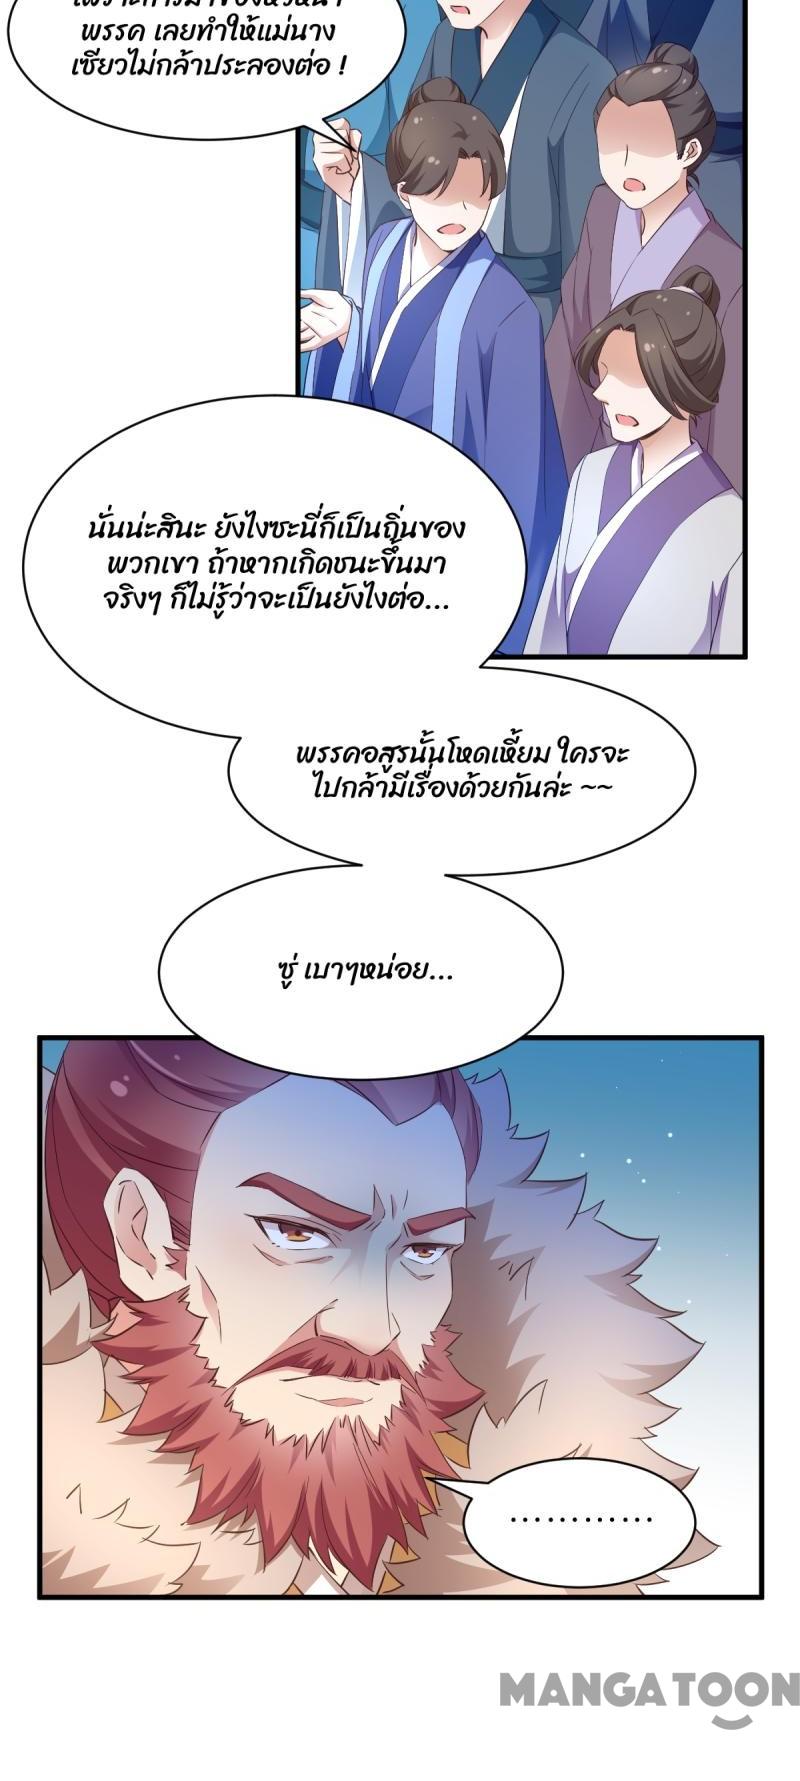 พรรค เลยทำให้แม่นาง
เซียวไม่กล้าประลองต่อ !
นั่นน่ะสินะ ยังไงซะนี่ก็เป็นถิ่นของ
พวกเขา ถ้าหากเกิดชนะขึ้นมา
จริงๆ ก็ไม่รู้ว่าจะเป็นยังไงต่อ...
พรรคอสูรนั้นโหดเหี้ยม ใครจะ
ไปกล้ามีเรื่องด้วยกันล่ะ ~~
ซู่ เบาๆหน่อย...
............
MANGA TOON